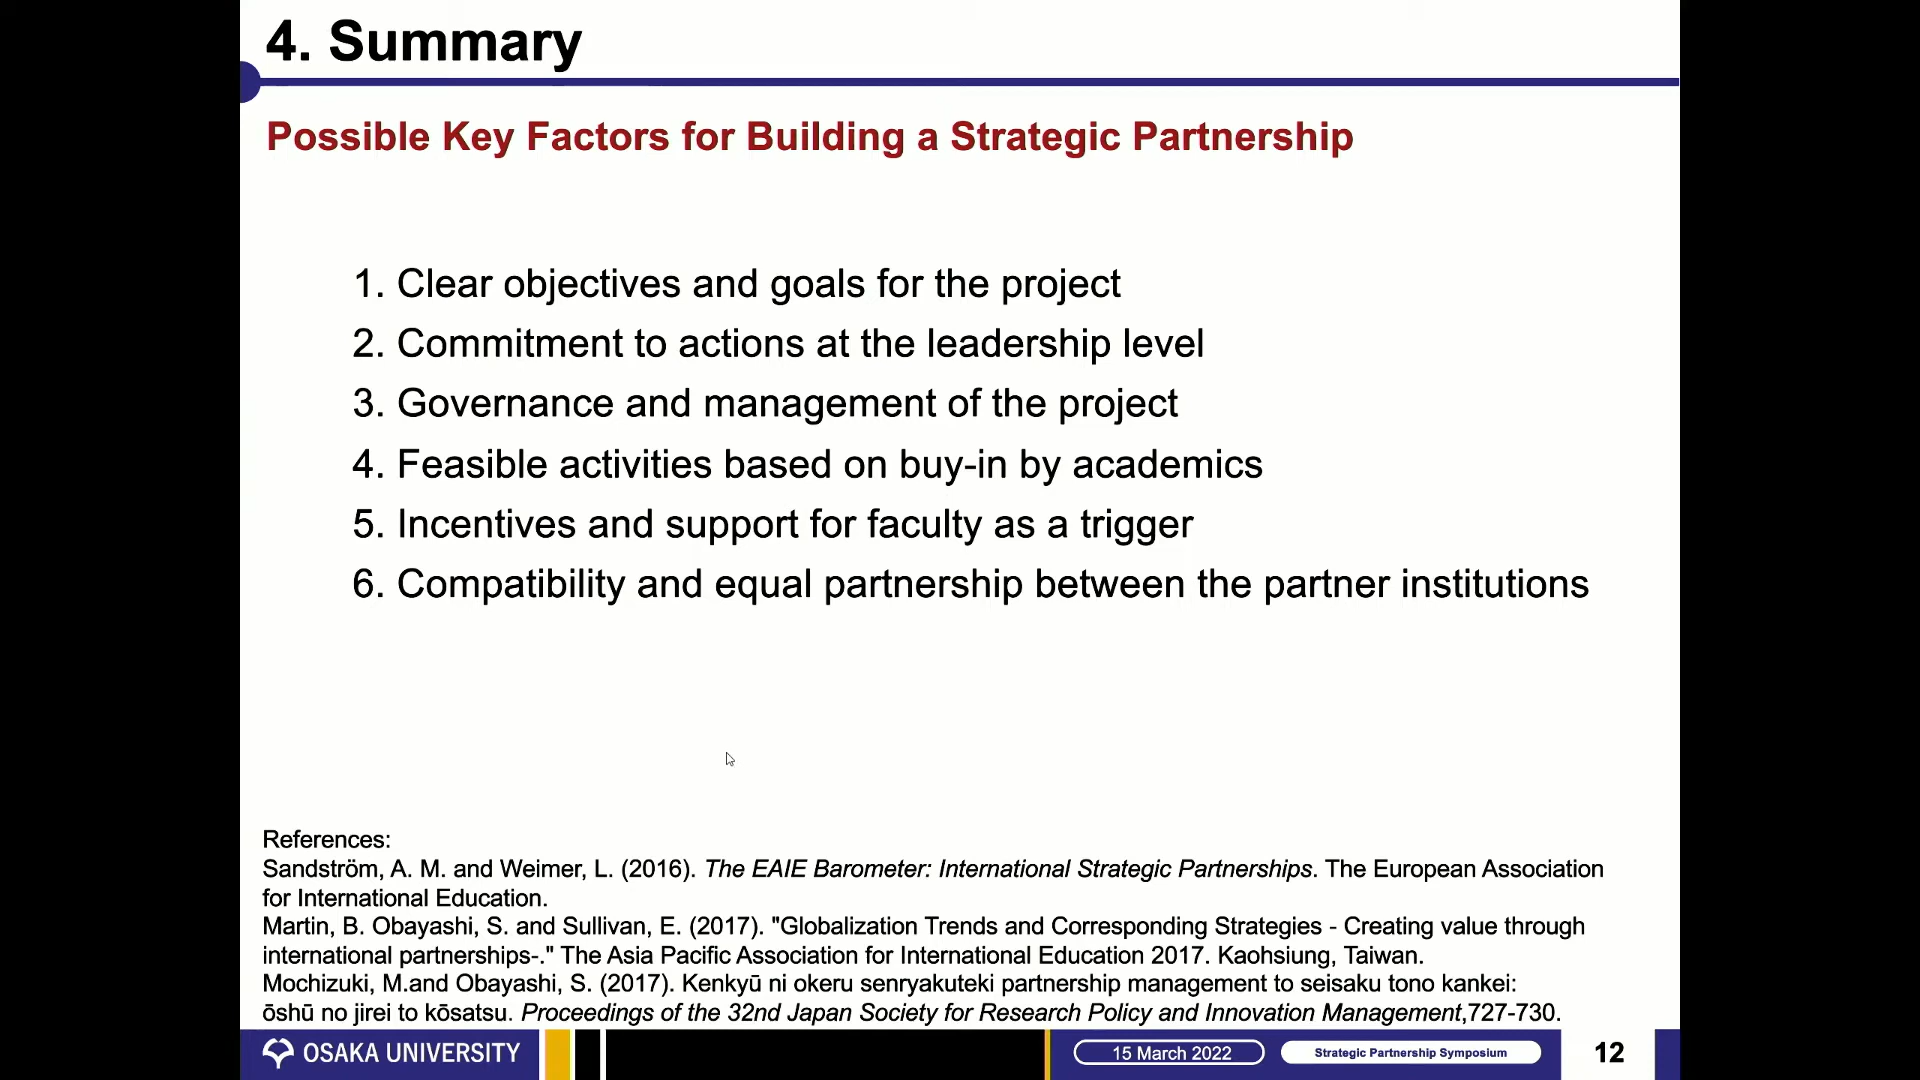 4. Summary
Possible Key Factors for Building a Strategic Partnership
1. Clear objectives and goals for the project
2. Commitment to actions at the leadership level
3. Governance and management of the project
4. Feasible activities based on buy-in by academics
5. Incentives and support for faculty as a trigger
6. Compatibility and equal partnership between the partner institutions
References:
Sandström, A. M. and Weimer, L. (2016). The EAIE Barometer: International Strategic Partnerships. The European Association
for International Education.
Martin, B. Obayashi, S. and Sullivan, E. (2017). "Globalization Trends and Corresponding Strategies - Creating value through
international partnerships-." The Asia Pacific Association for International Education 2017. Kaohsiung, Taiwan.
Mochizuki, M.and Obayashi, S. (2017). Kenkyū ni okeru senryakuteki partnership management to seisaku tono kankei:
ōshū no jirei to kōsatsu. Proceedings of the 32nd Japan Society for Research Policy and Innovation Management,727-730.
OSAKA UNIVERSITY
15 March 2022
Strategic Partnership Symposium
12